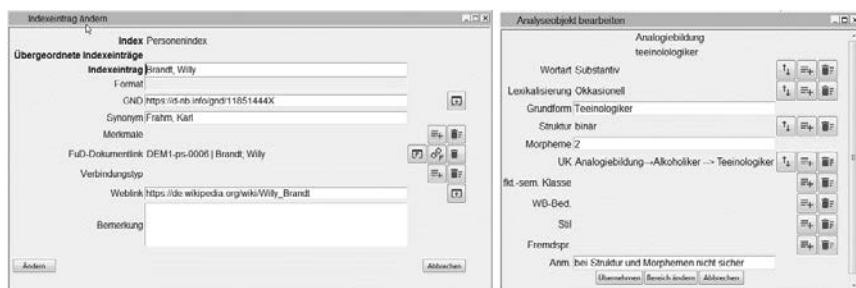 Indexeintrag ändern
Index Personenindex
Übergeordnete Indexeinträge
Indexeintrag Brandt, Willy
Format
GND https://d-nb.info/gnd/11851444X
Synonym Frahm, Karl
Merkmale
FuD-Dokumentlink DEM1-ps-0006 | Brandt; Willy
Verbindungstyp
Weblink https://de.wikipedia.org/wiki/Willy_Brandt
Bemerkung
Ändern
Abbrechen
Analyseobjekt bearbeiten
Analogiebildung
teeinolologiker
Wortart Substantiv
Lexikalisierung Okkasionell
Grundform Teeinologiker
Struktur binär
Morpheme 2
UK Analogiebildung→Alkoholiker --> Teeinologiker
fkt.-sem. Klasse
WB-Bed.
Stil
Fremdspr.
Anm. bei Struktur und Morphemen nicht sicher
Übernehmen Bereich ändern Abbrechen